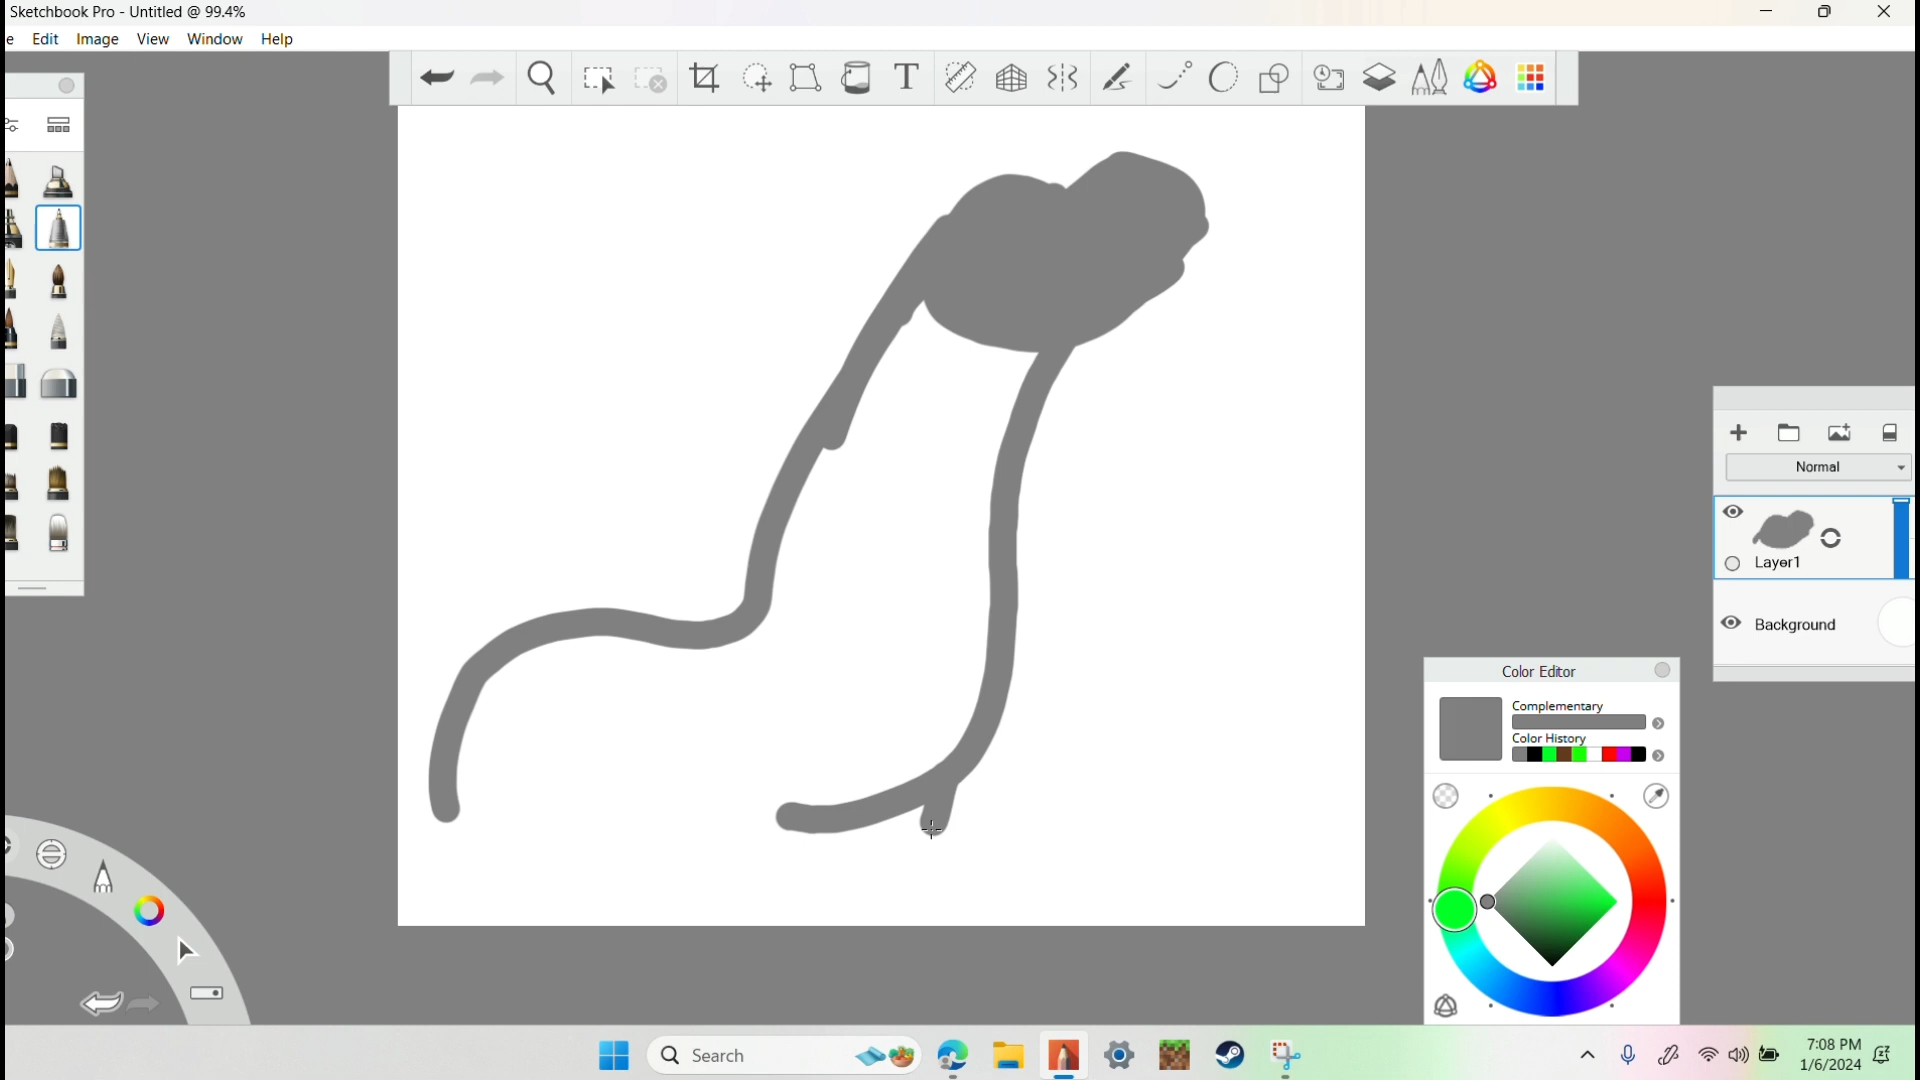 Sketchbook Pro - Untitled @ 99.4%
e Edit Image View Window Help
T
Normal
Layer1
Background
Color Editor
Complementary
Color History
Search
7:08 PM
1/6/2024